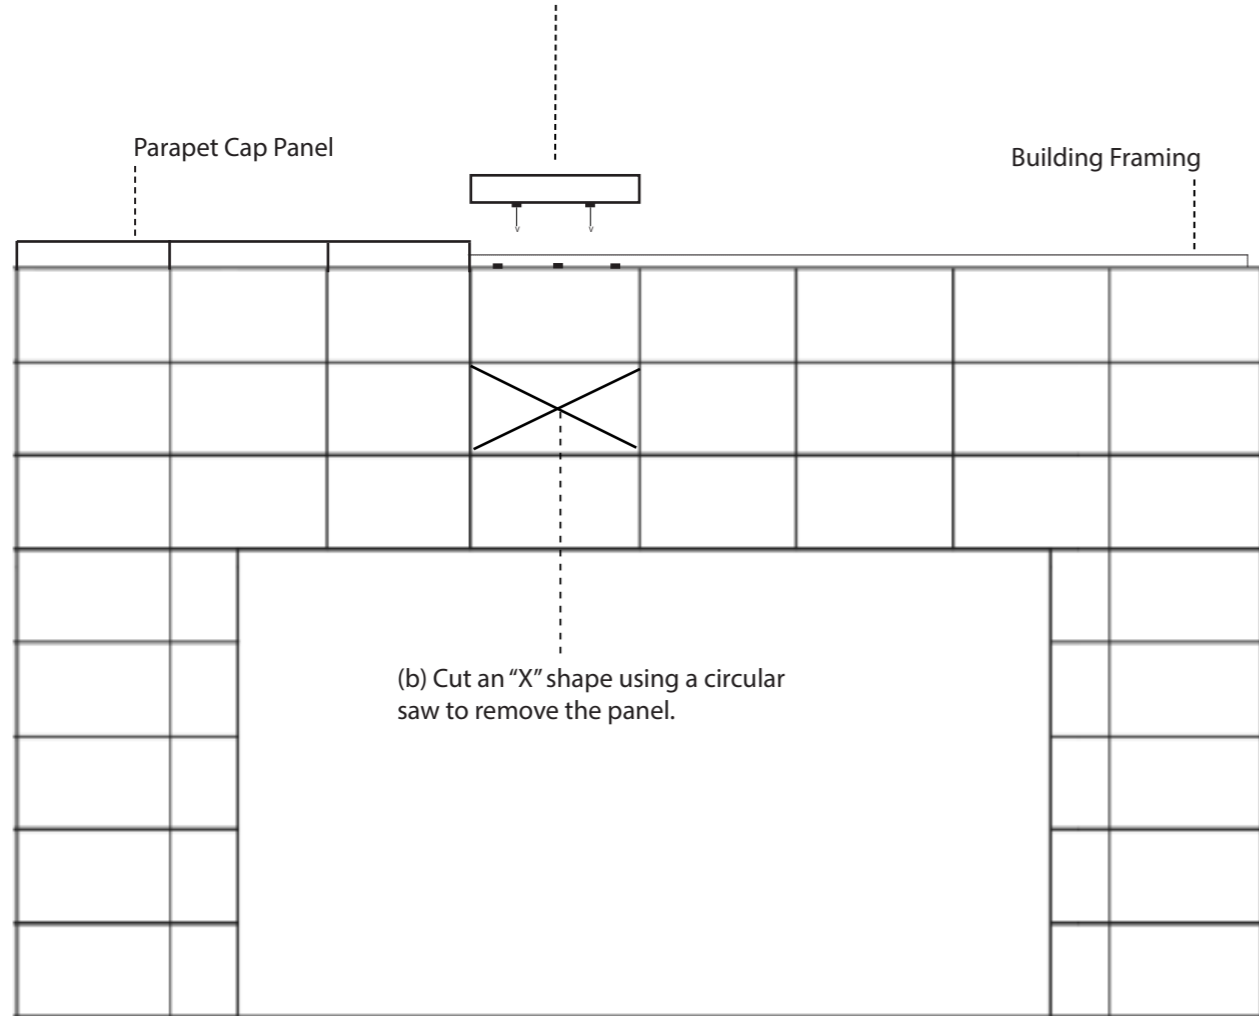 Parapet Cap Panel
Building Framing
(b) Cut an “X” shape using a circular
saw to remove the panel.